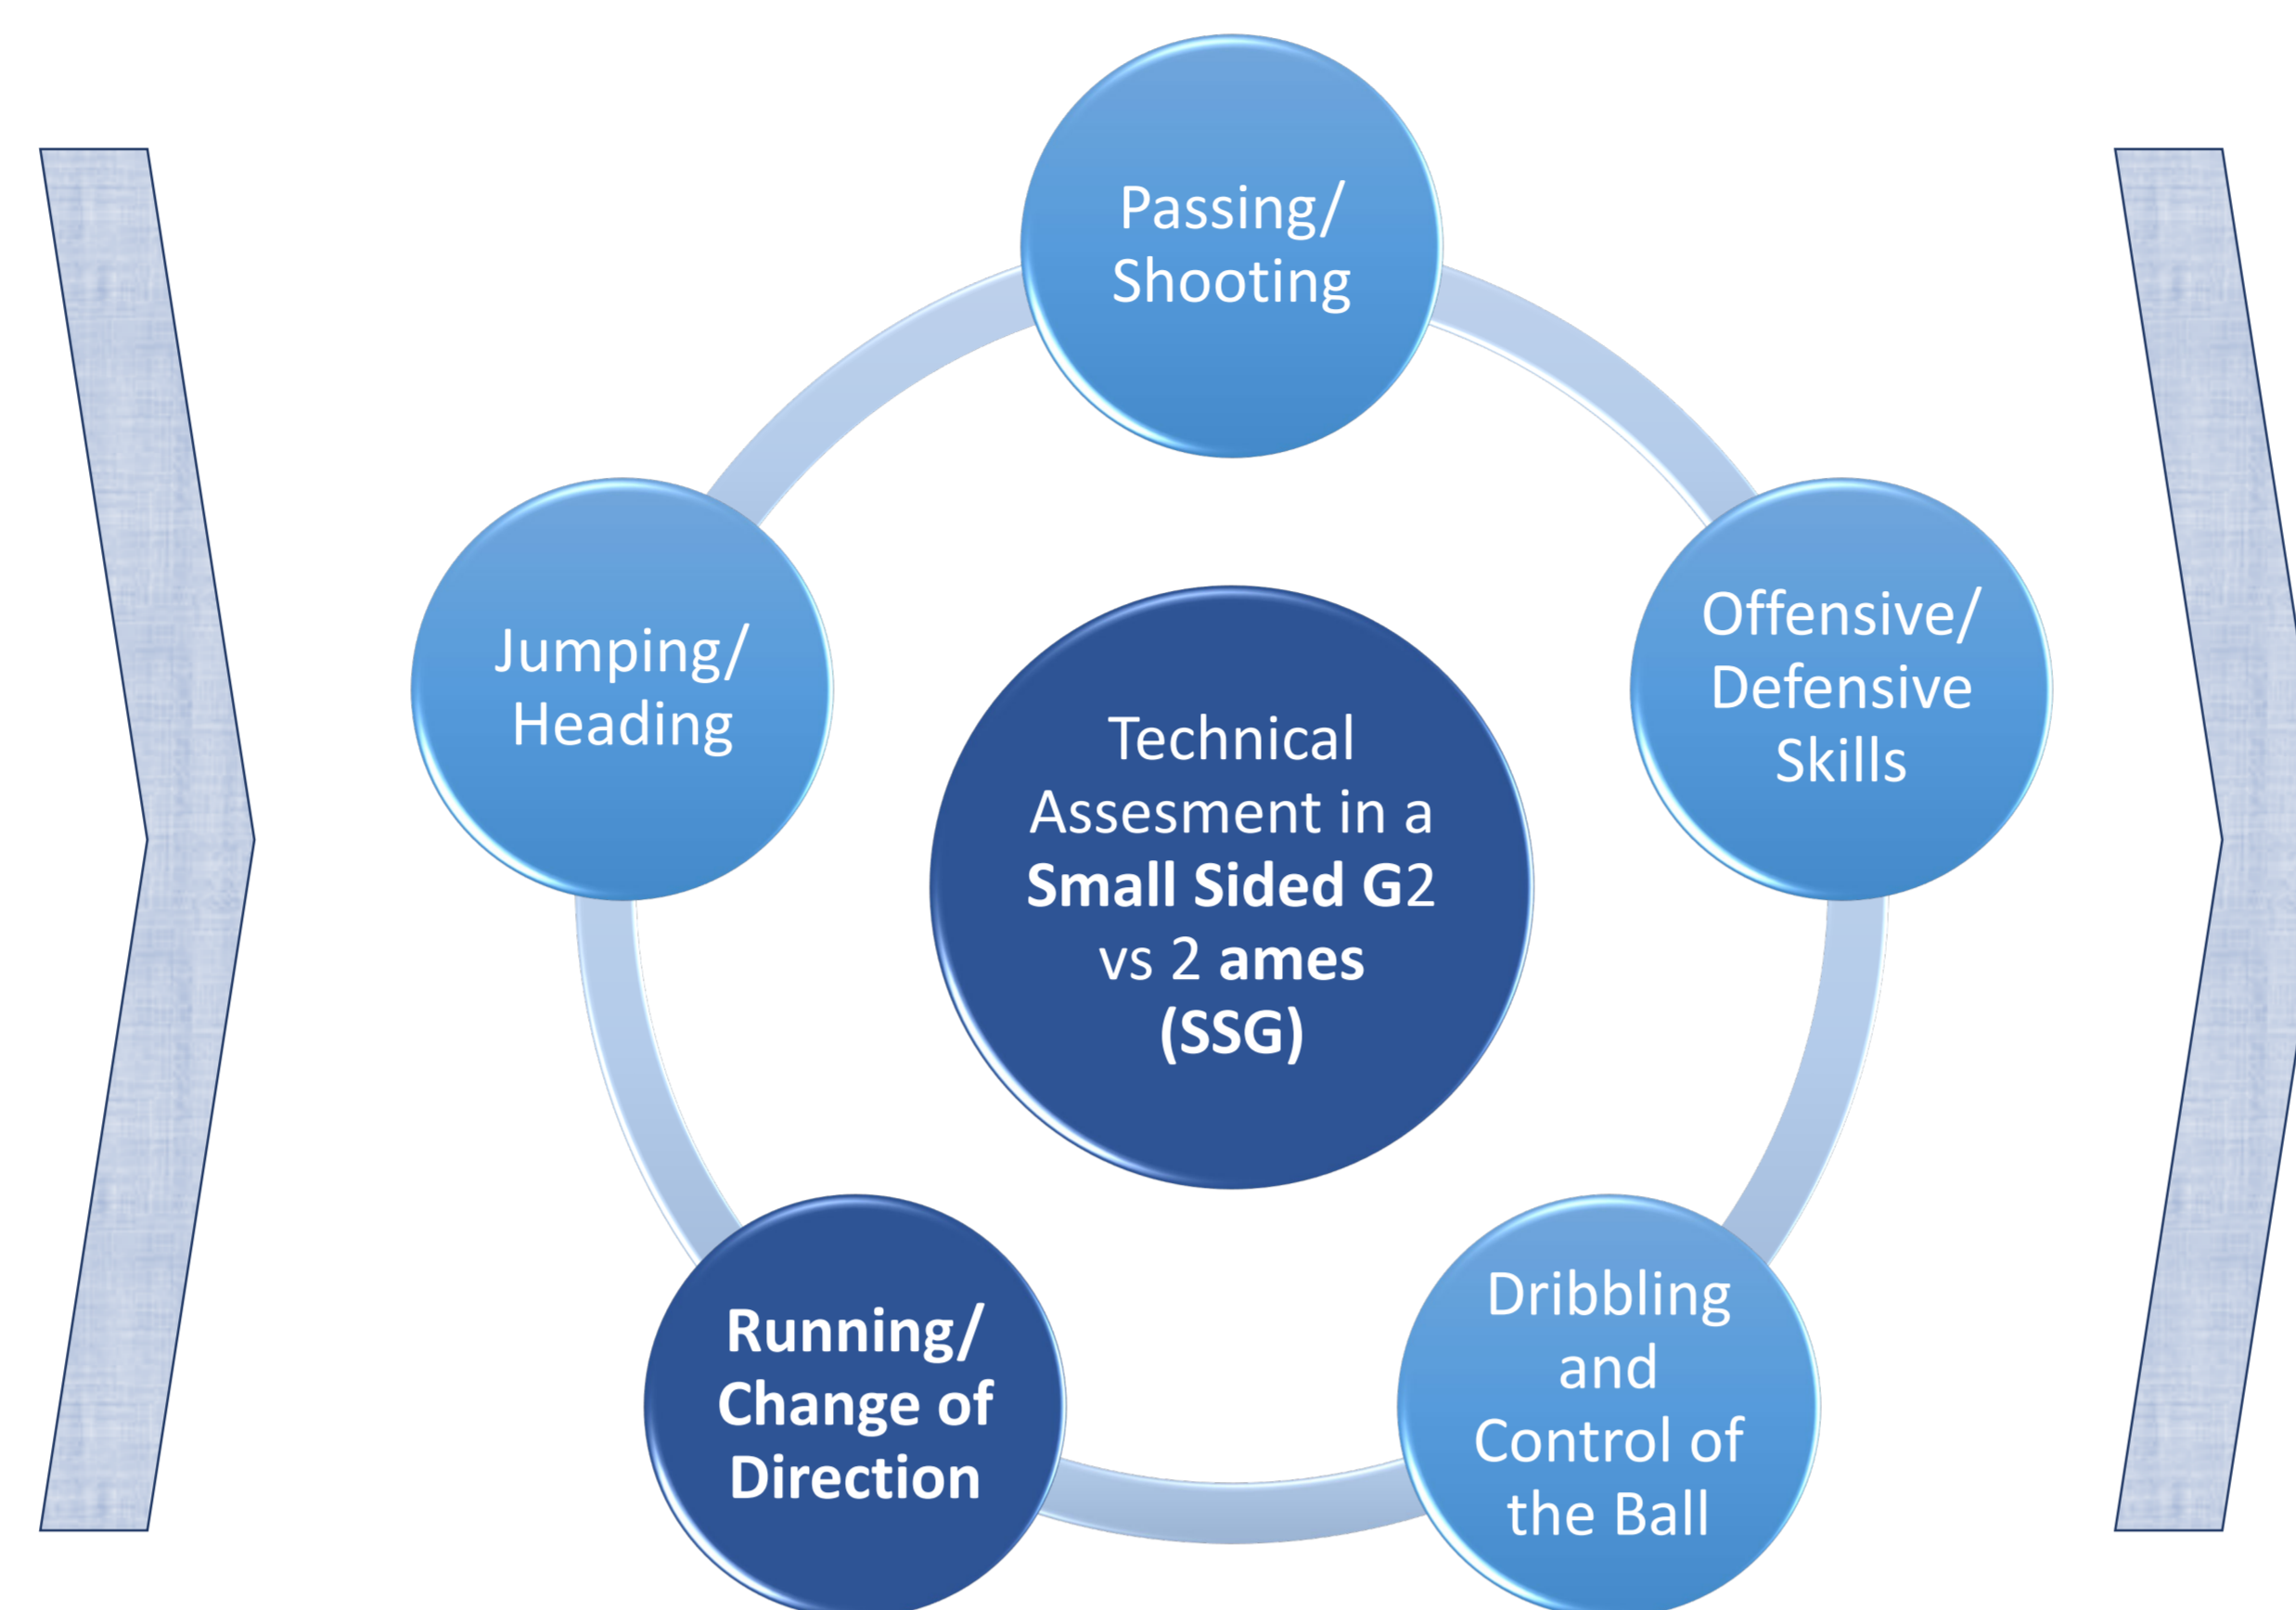 Passing/
Shooting
Offensive/
Defensive
Skills
Jumping/
Heading
Technical
Assesment in a
Small Sided G2
vs 2 ames
(SSG)
Dribbling
and
Control of
the Ball
Running/
Change of
Direction